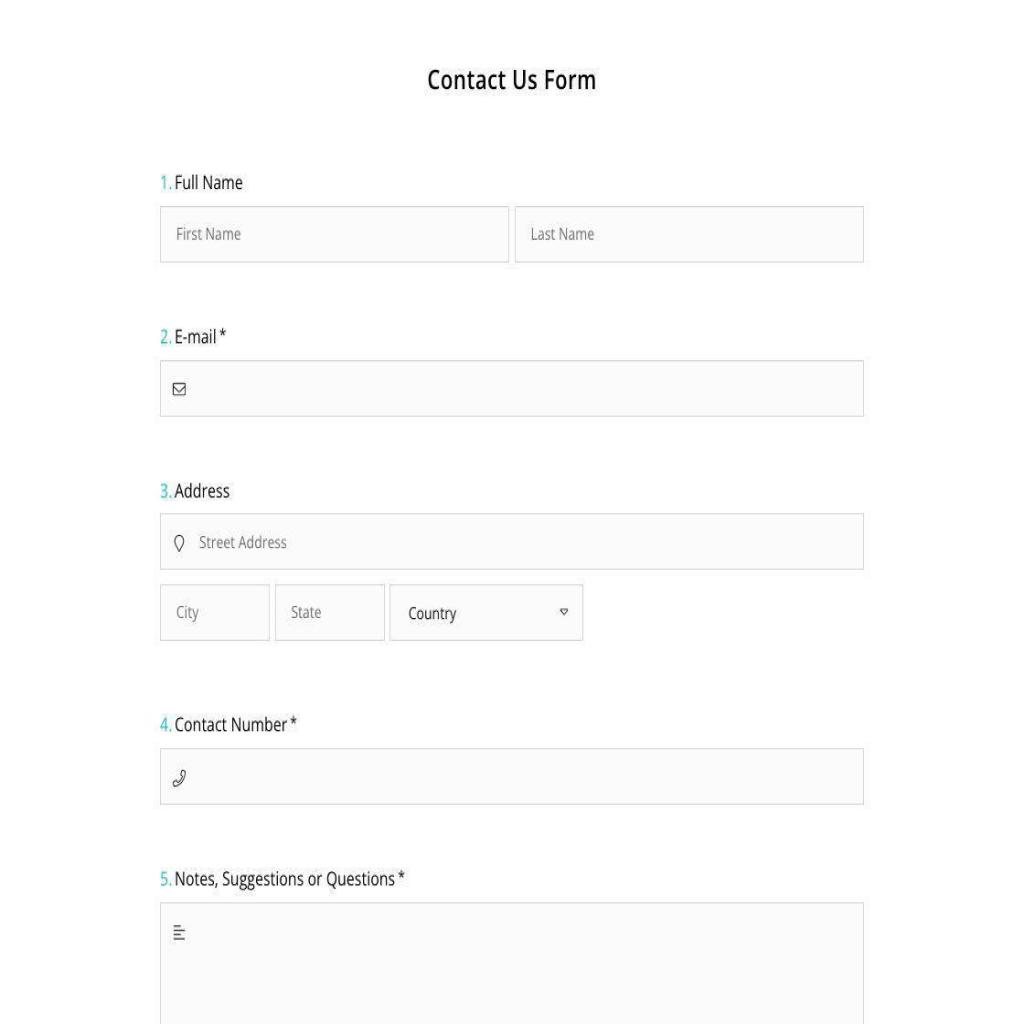 Contact Us Form
1. Full Name
First Name Last Name
2. E-mail *
3. Address
Street Address
City State Country
4. Contact Number *
5. Notes, Suggestions or Questions *